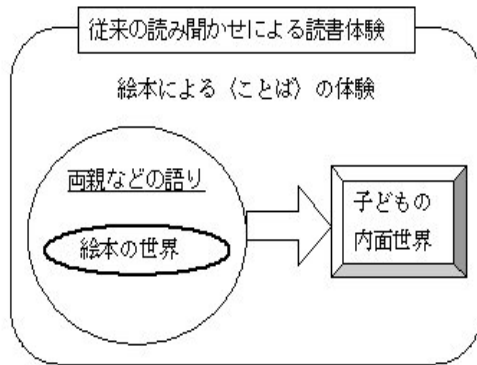 従来の読み聞かせによる読書体験
絵本による〈ことば〉の体験
両親などの語り
絵本の世界
子どもの
内面世界